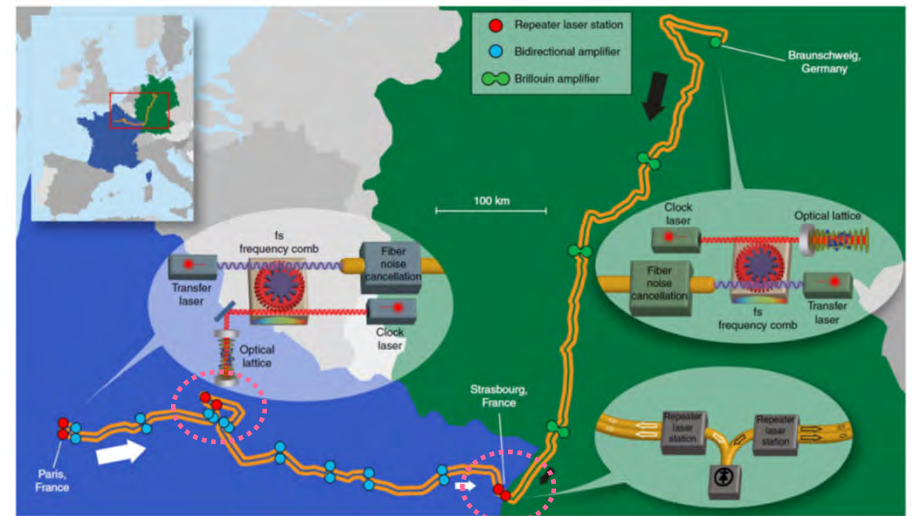 Repeater laser station
Bidirectional amplifier
Brillouin amplifier
Braunschweig,
Germany
100 km
Clock
laser
Optical lattice
Fiber
noise
cancellation
Transfer
laser
fs
frequency comb
fs
frequency comb
Transfer
laser
Fiber
noise
cancellation
Clock
laser
Optical
lattice
Strasbourg,
France
Repeater
laser
station
Repeater
laser
station
Paris,
France